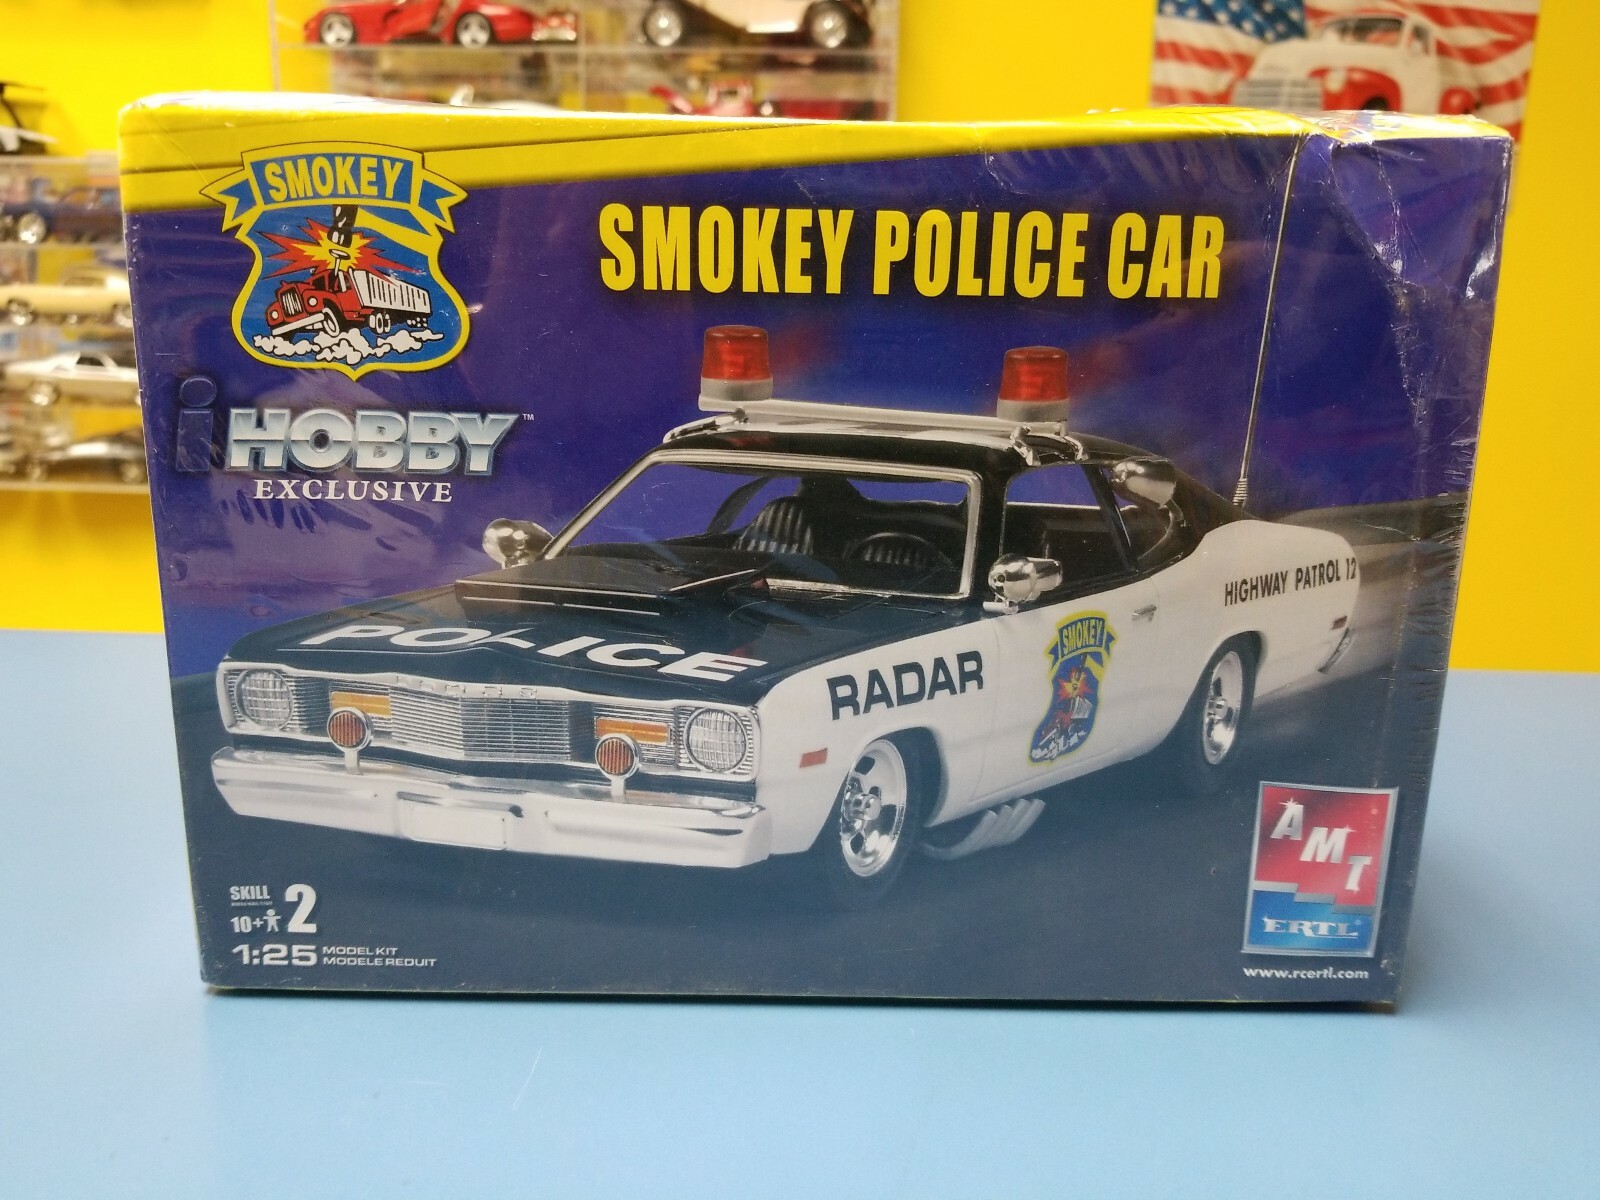 SMOKEY
SMOKEY POLICE CAR
i HOBBY™
EXCLUSIVE
POLICE
RADAR
SMOKEY
HIGHWAY PATROL 12
SKILL
10+ 2
1:25 MODEL KIT
MODELE REDUIT
AMT
ERTL
www.rcertl.com